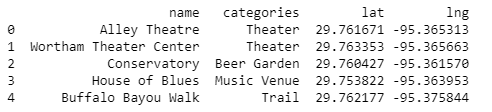 name categories lat lng
0 Alley Theatre Theater 29.761671 -95.365313
1 Wortham Theater Center Theater 29.763353 -95.365663
2 Conservatory Beer Garden 29.760427 -95.361570
3 House of Blues Music Venue 29.753822 -95.363953
4 Buffalo Bayou Walk Trail 29.762177 -95.375844